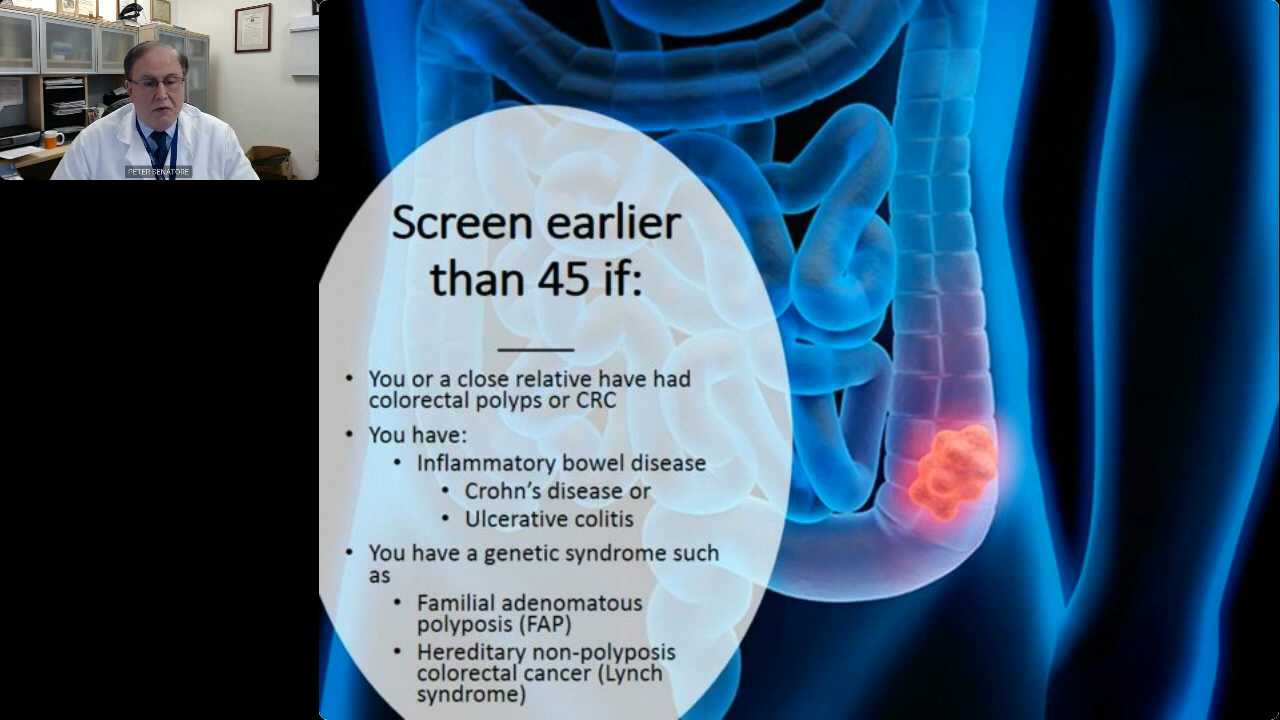 PETER SENATORE
Screen earlier
than 45 if:
• You or a close relative have had
colorectal polyps or CRC
• You have:
• Inflammatory bowel disease
• Crohn’s disease or
• Ulcerative colitis
• You have a genetic syndrome such
as
• Familial adenomatous
polyposis (FAP)
• Hereditary non-polyposis
colorectal cancer (Lynch
syndrome)